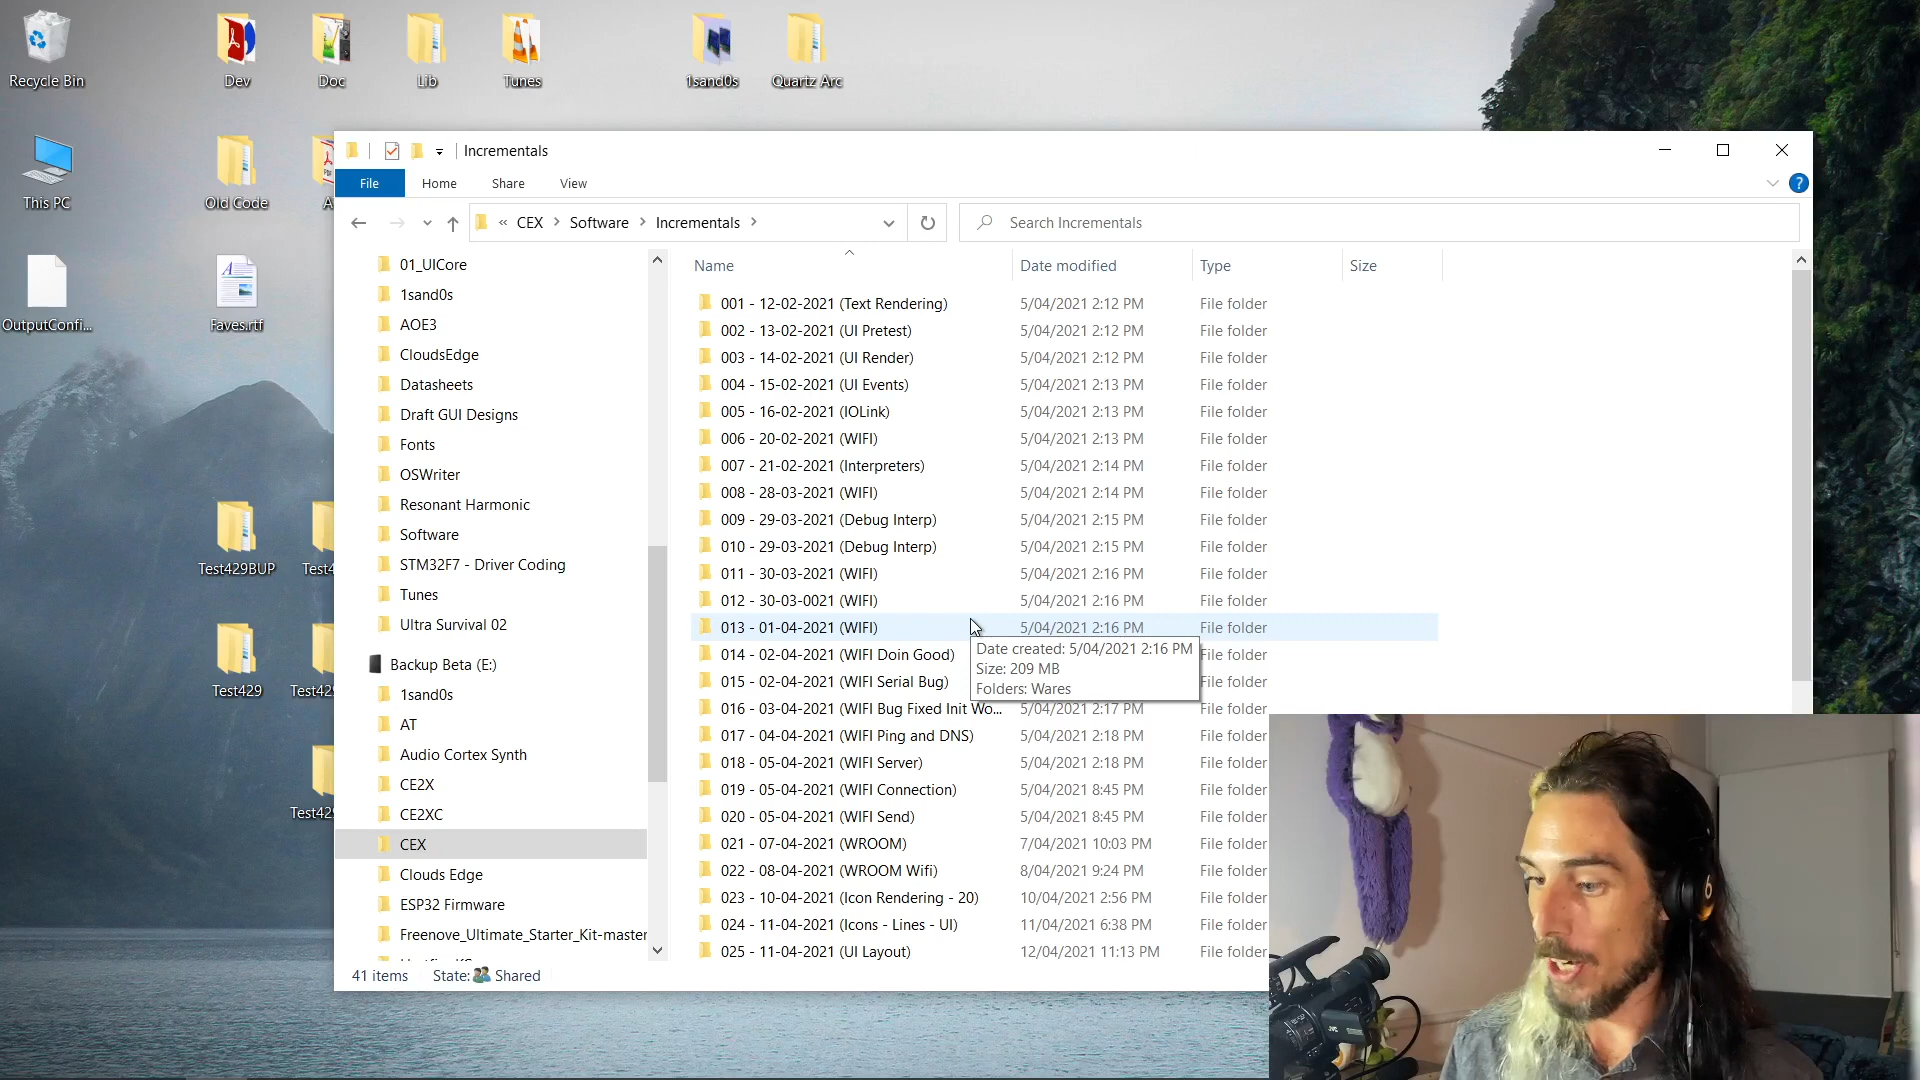 Recycle Bin
Dev
Doc
Lib
Tunes
1sand0s
Quartz Arc
This PC
Old Code
A
OutputConfi...
Faves.rtf
Test429BUP
Test4
Test429
Test42
Test42
Incrementals
File
Home
Share
View
?
« CEX > Software > Incrementals >
Search Incrementals
01_UICore
1sand0s
AOE3
CloudsEdge
Datasheets
Draft GUI Designs
Fonts
OSWriter
Resonant Harmonic
Software
STM32F7 - Driver Coding
Tunes
Ultra Survival 02
Backup Beta (E:)
1sand0s
AT
Audio Cortex Synth
CE2X
CE2XC
CEX
Clouds Edge
ESP32 Firmware
Freenove_Ultimate_Starter_Kit-master
Name Date modified Type Size
001 - 12-02-2021 (Text Rendering) 5/04/2021 2:12 PM File folder
002 - 13-02-2021 (UI Pretest) 5/04/2021 2:12 PM File folder
003 - 14-02-2021 (UI Render) 5/04/2021 2:12 PM File folder
004 - 15-02-2021 (UI Events) 5/04/2021 2:13 PM File folder
005 - 16-02-2021 (IOLink) 5/04/2021 2:13 PM File folder
006 - 20-02-2021 (WIFI) 5/04/2021 2:13 PM File folder
007 - 21-02-2021 (Interpreters) 5/04/2021 2:14 PM File folder
008 - 28-03-2021 (WIFI) 5/04/2021 2:14 PM File folder
009 - 29-03-2021 (Debug Interp) 5/04/2021 2:15 PM File folder
010 - 29-03-2021 (Debug Interp) 5/04/2021 2:15 PM File folder
011 - 30-03-2021 (WIFI) 5/04/2021 2:16 PM File folder
012 - 30-03-0021 (WIFI) 5/04/2021 2:16 PM File folder
013 - 01-04-2021 (WIFI) 5/04/2021 2:16 PM File folder
014 - 02-04-2021 (WIFI Doin Good) File folder
015 - 02-04-2021 (WIFI Serial Bug) File folder
016 - 03-04-2021 (WIFI Bug Fixed Init Wo... 5/04/2021 2:17 PM File folder
017 - 04-04-2021 (WIFI Ping and DNS) 5/04/2021 2:18 PM File folder
018 - 05-04-2021 (WIFI Server) 5/04/2021 2:18 PM File folder
019 - 05-04-2021 (WIFI Connection) 5/04/2021 8:45 PM File folder
020 - 05-04-2021 (WIFI Send) 5/04/2021 8:45 PM File folder
021 - 07-04-2021 (WROOM) 7/04/2021 10:03 PM File folder
022 - 08-04-2021 (WROOM Wifi) 8/04/2021 9:24 PM File folder
023 - 10-04-2021 (Icon Rendering - 20) 10/04/2021 2:56 PM File folder
024 - 11-04-2021 (Icons - Lines - UI) 11/04/2021 6:38 PM File folder
025 - 11-04-2021 (UI Layout) 12/04/2021 11:13 PM File folder
Date created: 5/04/2021 2:16 PM
Size: 209 MB
Folders: Wares
41 items State: Shared
JVC